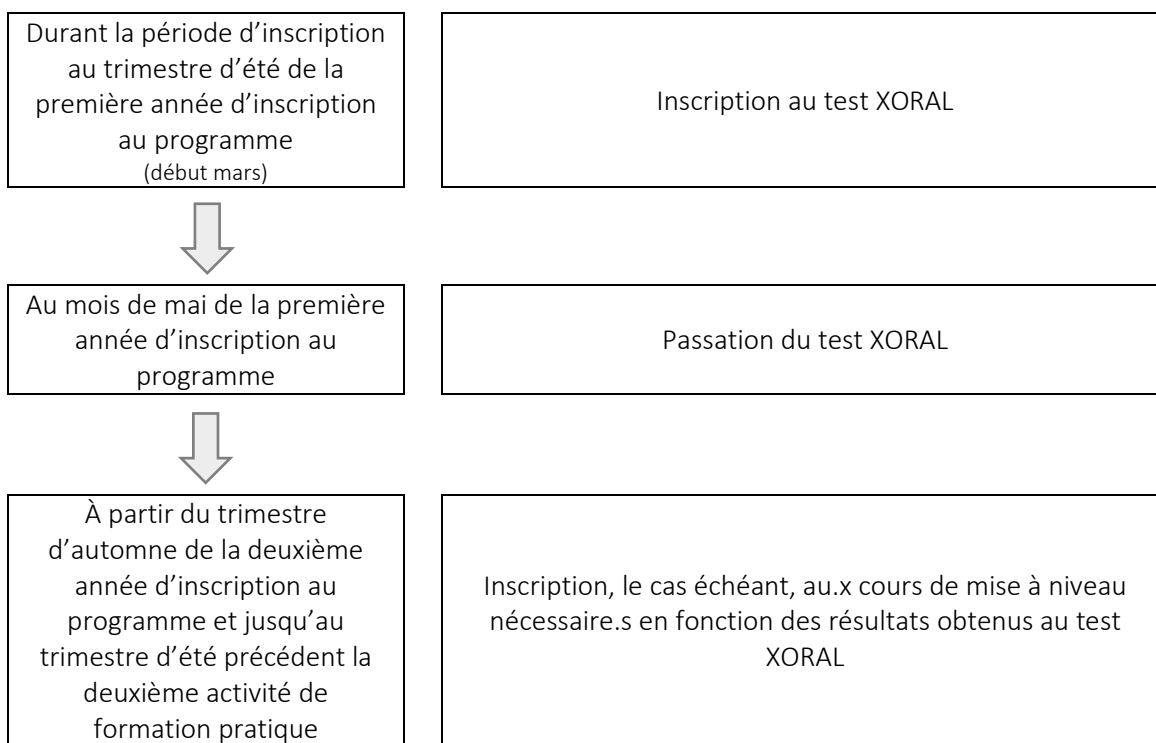 Durant la période d’inscription
au trimestre d’été de la
première année d’inscription
au programme
(début mars)
Inscription au test XORAL
Au mois de mai de la première
année d’inscription au
programme
Passation du test XORAL
À partir du trimestre
d’automne de la deuxième
année d’inscription au
programme et jusqu’au
trimestre d’été précédent la
deuxième activité de
formation pratique
Inscription, le cas échéant, au.x cours de mise à niveau
nécessaire.s en fonction des résultats obtenus au test
XORAL